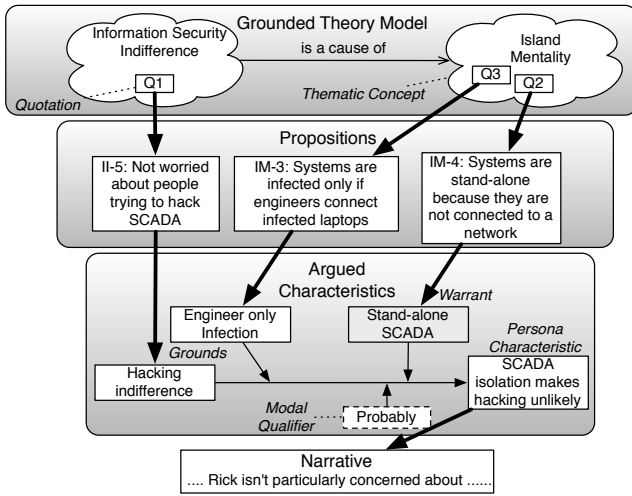 Grounded Theory Model
Information Security
Indifference
is a cause of
Island
Mentality
Q1
Q3
Q2
Quotation
Thematic Concept
Propositions
II-5: Not worried
about people
trying to hack
SCADA
IM-3: Systems are
infected only if
engineers connect
infected laptops
IM-4: Systems are
stand-alone
because they are
not connected to a
network
Argued
Characteristics
Warrant
Engineer only
Infection
Stand-alone
SCADA
Grounds
Persona
Characteristic
Hacking
indifference
SCADA
isolation makes
hacking unlikely
Modal
Qualifier
Probably
Narrative
.... Rick isn't particularly concerned about ......